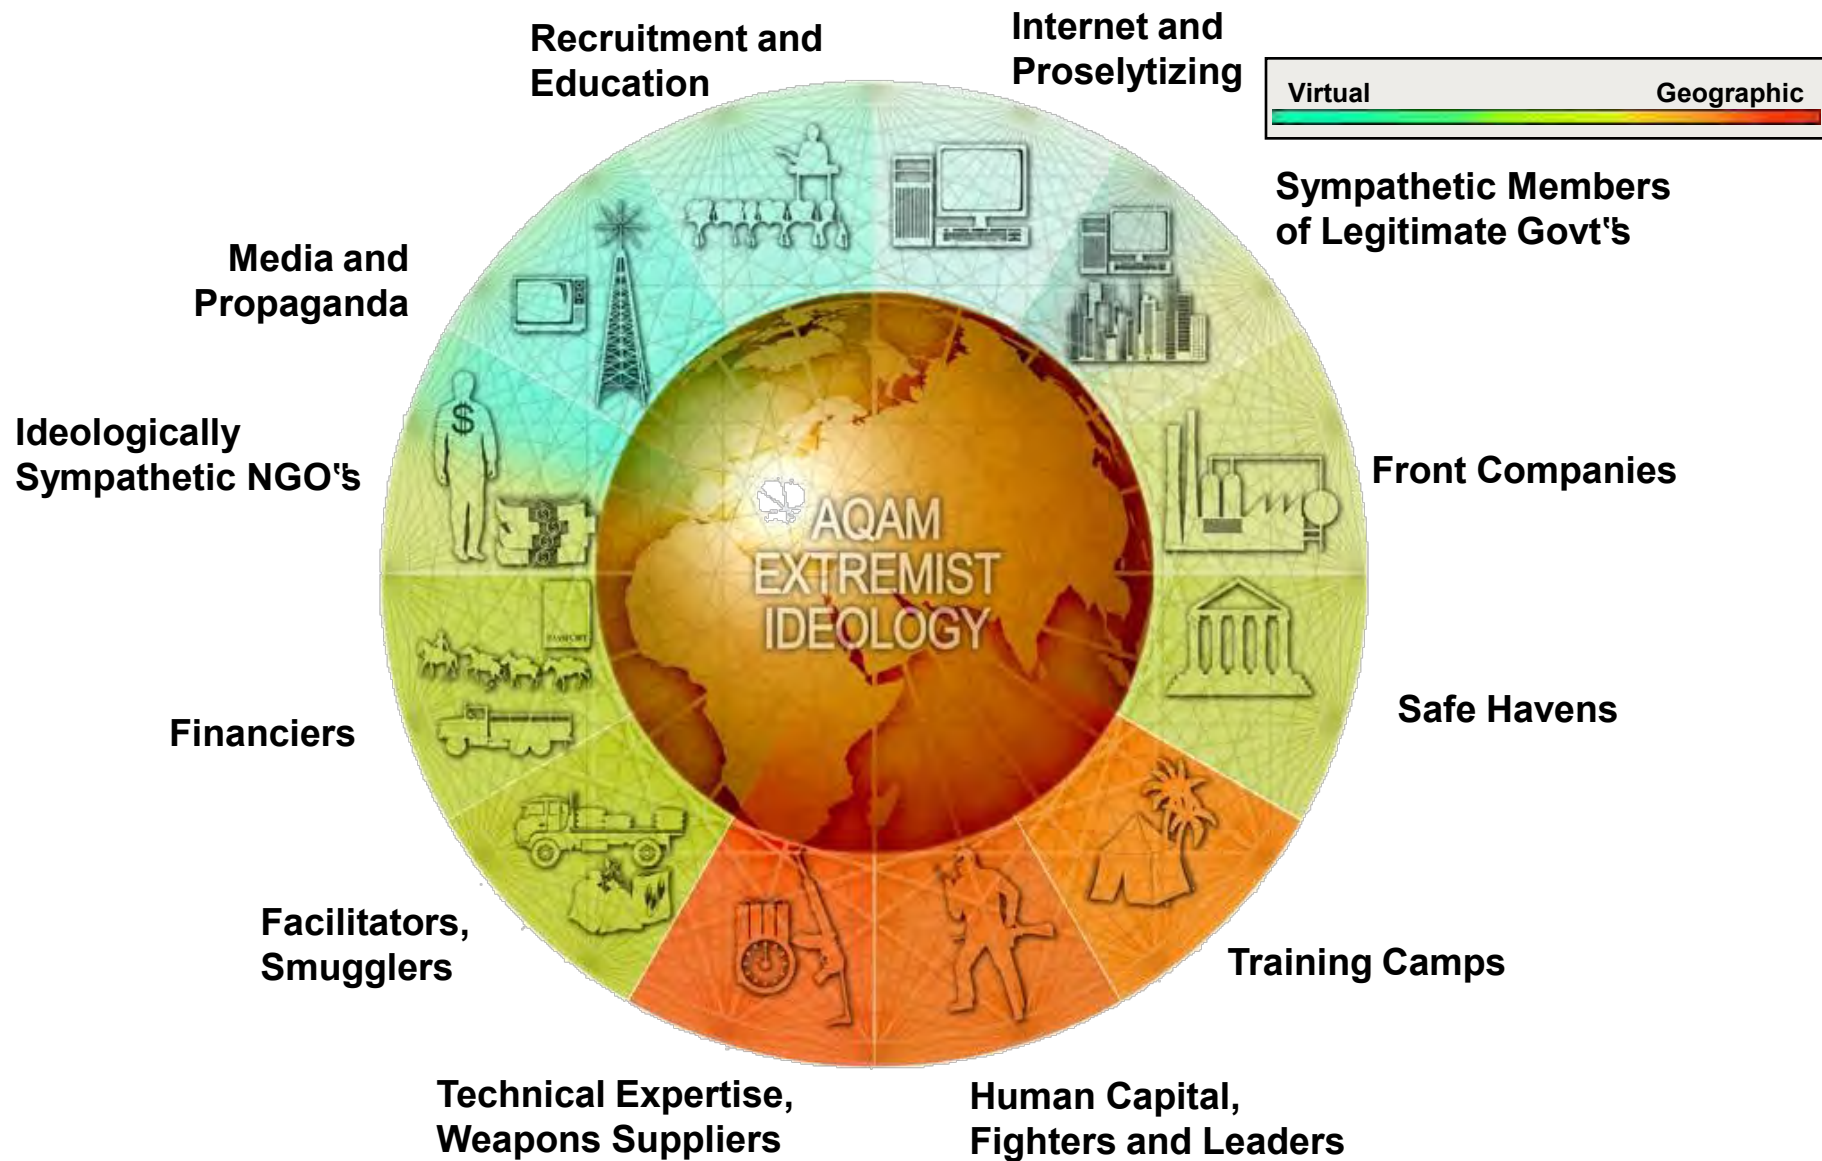 Recruitment and
Education
Internet and
Proselytizing
Virtual
Geographic
Sympathetic Members
of Legitimate Govt‟s
Media and
Propaganda
Ideologically
Sympathetic NGO‟s
$
Front Companies
AQAM
EXTREMIST
IDEOLOGY
PASSPORT
Financiers
Safe Havens
Facilitators,
Smugglers
Training Camps
Technical Expertise,
Weapons Suppliers
Human Capital,
Fighters and Leaders